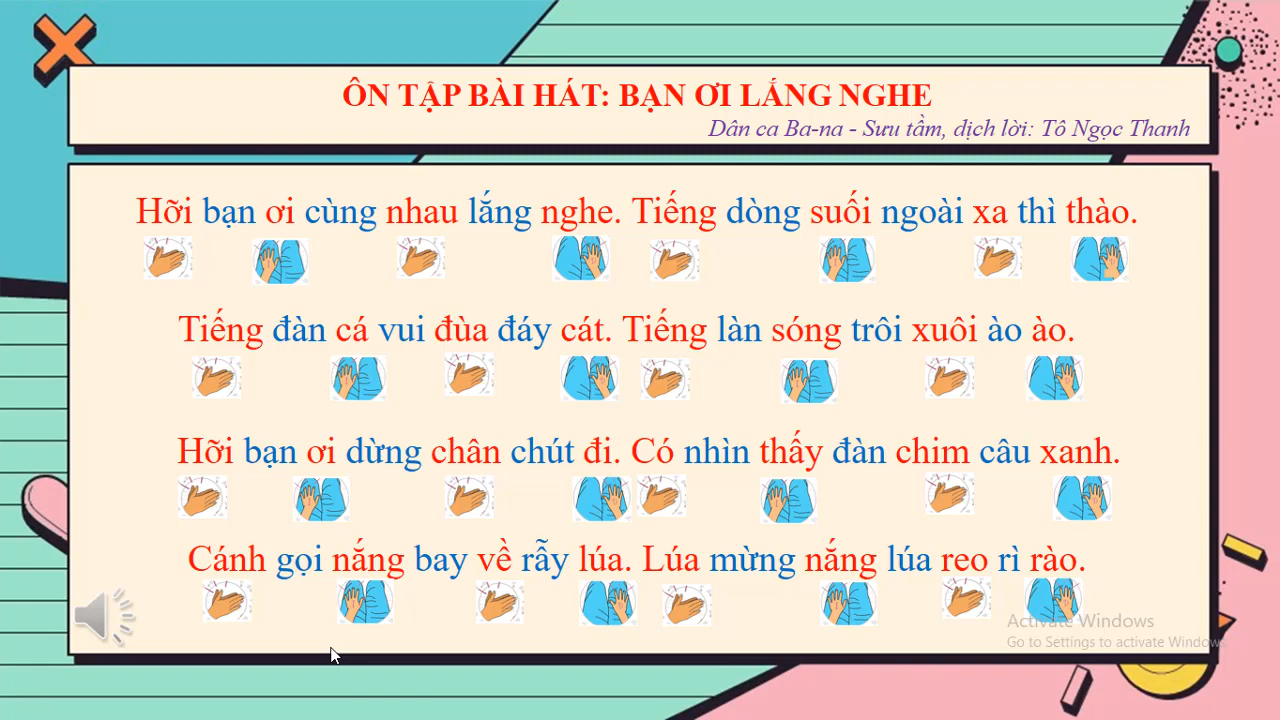 ÔN TẬP BÀI HÁT: BẠN ƠI LẮNG NGHE
Dân ca Ba-na - Sưu tầm, dịch lời: Tô Ngọc Thanh
Hỡi bạn ơi cùng nhau lắng nghe. Tiếng dòng suối ngoài xa thì thào.
Tiếng đàn cá vui đùa đáy cát. Tiếng làn sóng trôi xuôi ào ào.
Hỡi bạn ơi dừng chân chút đi. Có nhìn thấy đàn chim câu xanh.
Cánh gọi nắng bay về rẫy lúa. Lúa mừng nắng lúa reo rì rào.
Activate Windows
Go to Settings to activate Windows.